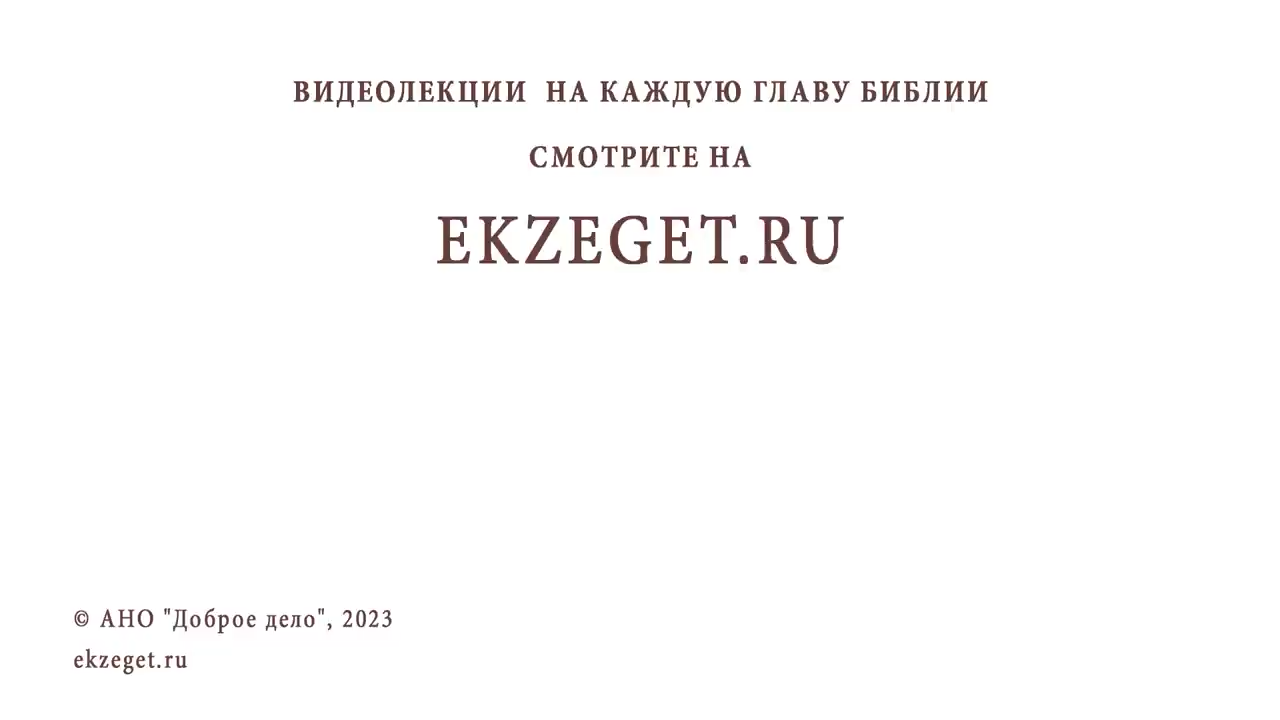 ВИДЕОЛЕКЦИИ НА КАЖДУЮ ГЛАВУ БИБЛИИ
СМОТРИТЕ НА
EKZEGET.RU
© АНО "Доброе дело", 2023
ekzeget.ru